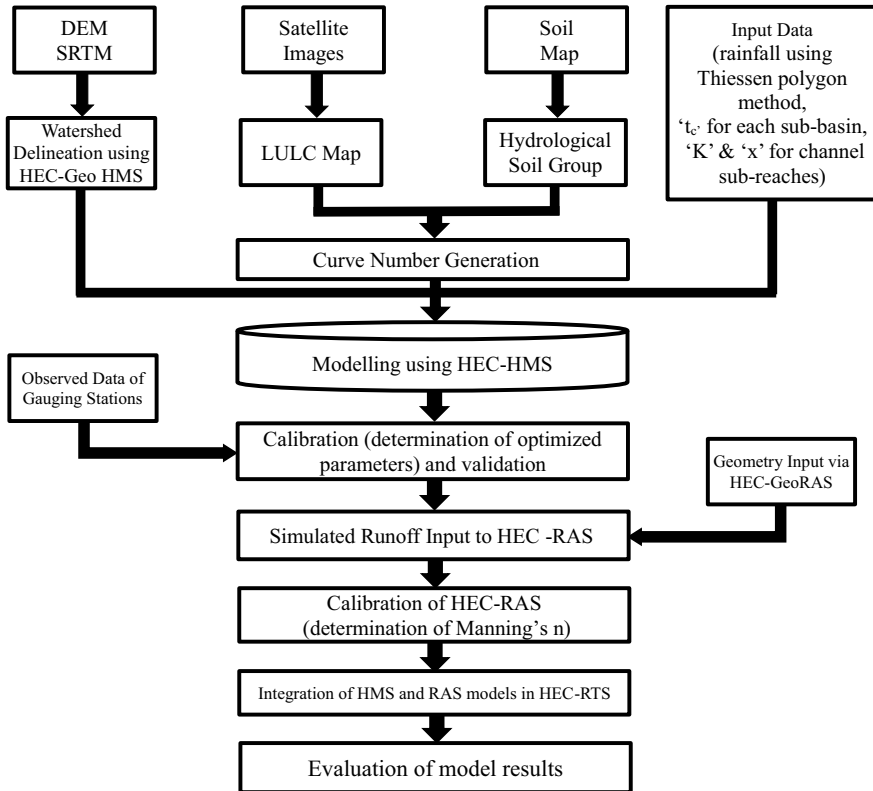 DEM
SRTM
Satellite
Images
Soil
Map
Input Data
(rainfall using
Thiessen polygon
method,
‘tc’ for each sub-basin,
‘K’ & ‘x’ for channel
sub-reaches)
Watershed
Delineation using
HEC-Geo HMS
LULC Map
Hydrological
Soil Group
Curve Number Generation
Modelling using HEC-HMS
Observed Data of
Gauging Stations
Calibration (determination of optimized
parameters) and validation
Geometry Input via
HEC-GeoRAS
Simulated Runoff Input to HEC -RAS
Calibration of HEC-RAS
(determination of Manning’s n)
Integration of HMS and RAS models in HEC-RTS
Evaluation of model results